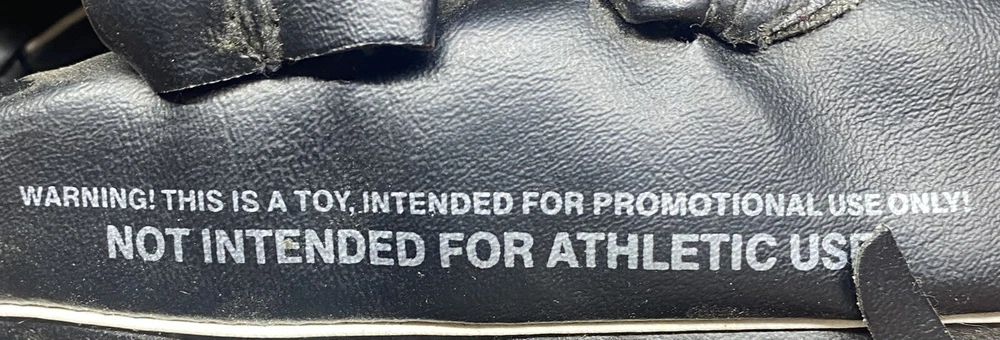 WARNING! THIS IS A TOY, INTENDED FOR PROMOTIONAL USE ONLY!
NOT INTENDED FOR ATHLETIC USE